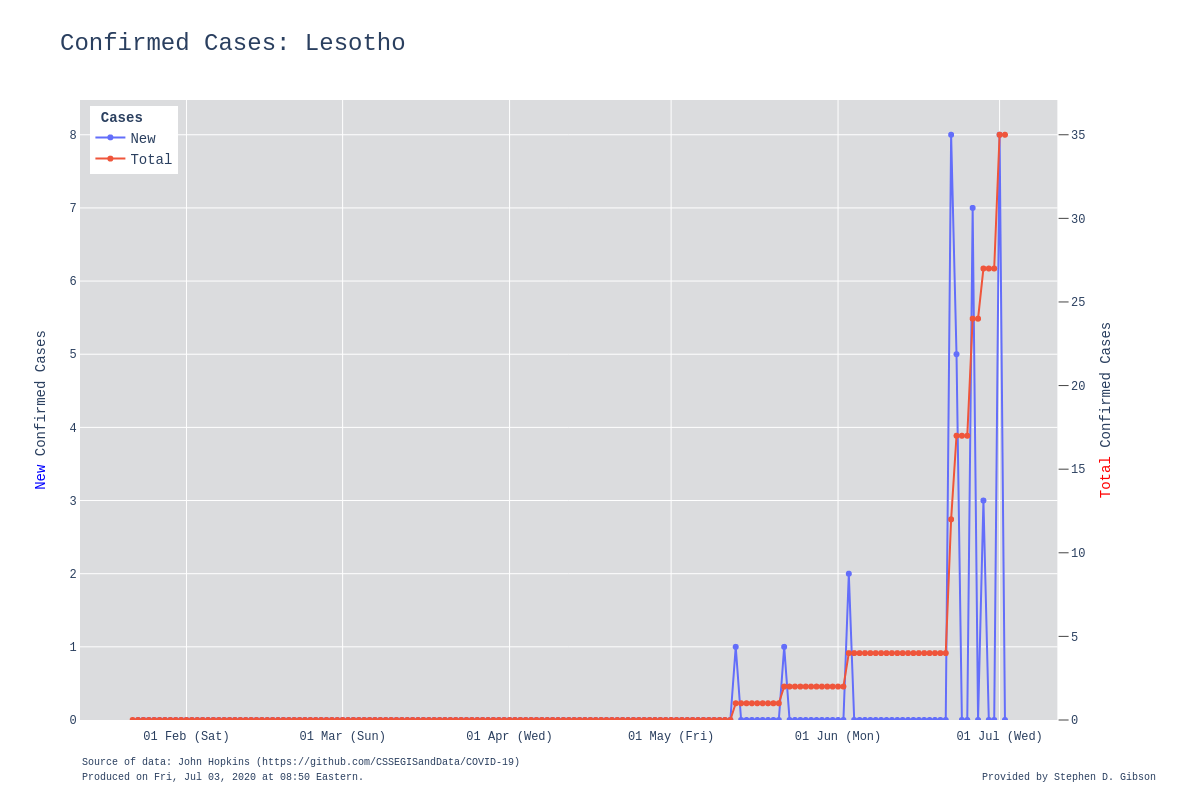 Confirmed Cases: Lesotho
Cases
New
Total
8
7
6
5
4
3
2
1
0
New Confirmed Cases
35
30
25
20
15
10
5
0
Total Confirmed Cases
01 Feb (Sat) 01 Mar (Sun) 01 Apr (Wed) 01 May (Fri) 01 Jun (Mon) 01 Jul (Wed)
Source of data: John Hopkins (https://github.com/CSSEGISandData/COVID-19)
Produced on Fri, Jul 03, 2020 at 08:50 Eastern.
Provided by Stephen D. Gibson